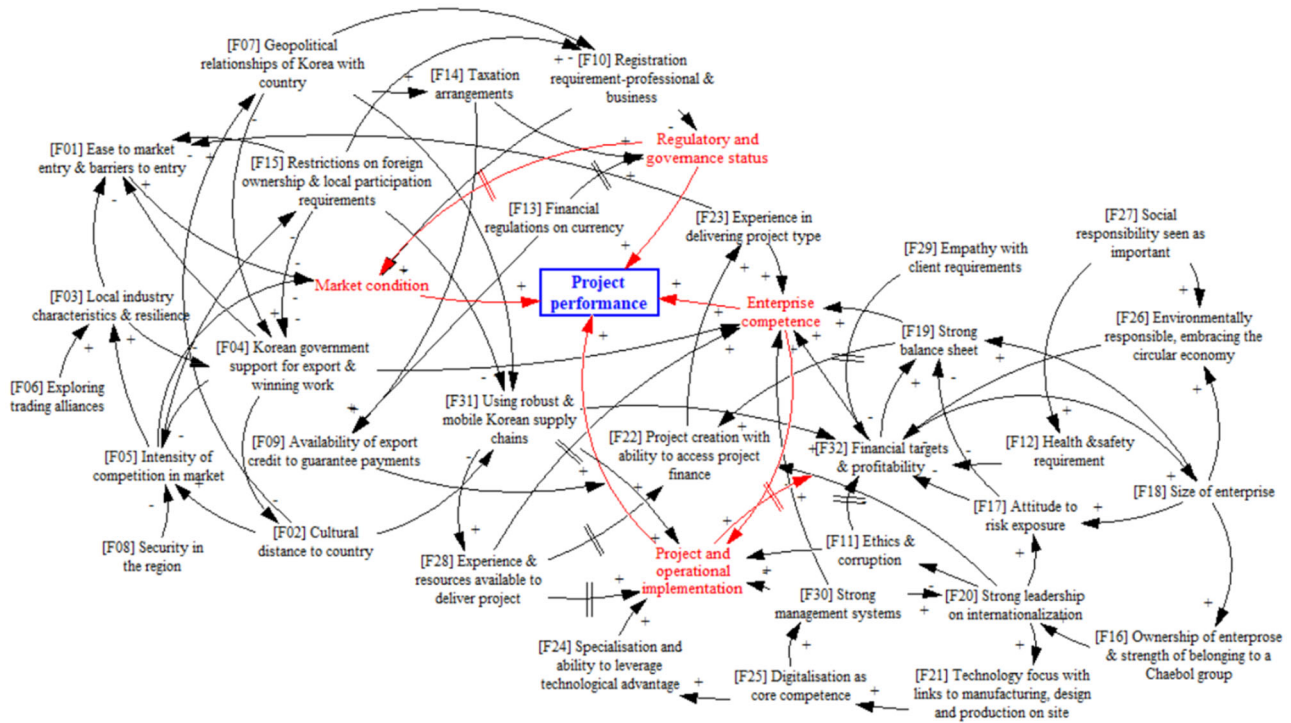 [F07] Geopolitical
relationships of Korea with
country
[F14] Taxation
arrangements
[F10] Registration
requirement-professional &
business
[F01] Ease to market
entry & barriers to entry
[F15] Restrictions on foreign
ownership & local participation
requirements
Regulatory and
governance status
[F13] Financial
regulations on currency
[F23] Experience in
delivering project type
[F27] Social
responsibility seen as
important
[F29] Empathy with
client requirements
Market condition
Project
performance
Enterprise
competence
[F03] Local industry
characteristics & resilience
[F04] Korean government
support for export &
winning work
[F19] Strong
balance sheet
[F26] Environmentally
responsible, embracing the
circular economy
[F06] Exploring
trading alliances
[F31] Using robust &
mobile Korean supply
chains
[F09] Availability of export
credit to guarantee payments
[F22] Project creation with
ability to access project
finance
[F32] Financial targets
& profitability
[F12] Health &safety
requirement
[F05] Intensity of
competition in market
[F18] Size of enterprise
[F17] Attitude to
risk exposure
[F02] Cultural
distance to country
[F08] Security in
the region
[F28] Experience &
resources available to
deliver project
Project and
operational
implementation
[F11] Ethics &
corruption
[F30] Strong
management systems
[F20] Strong leadership
on internationalization
[F24] Specialisation and
ability to leverage
technological advantage
[F25] Digitalisation as
core competence
[F21] Technology focus with
links to manufacturing, design
and production on site
[F16] Ownership of enterprose
& strength of belonging to a
Chaebol group